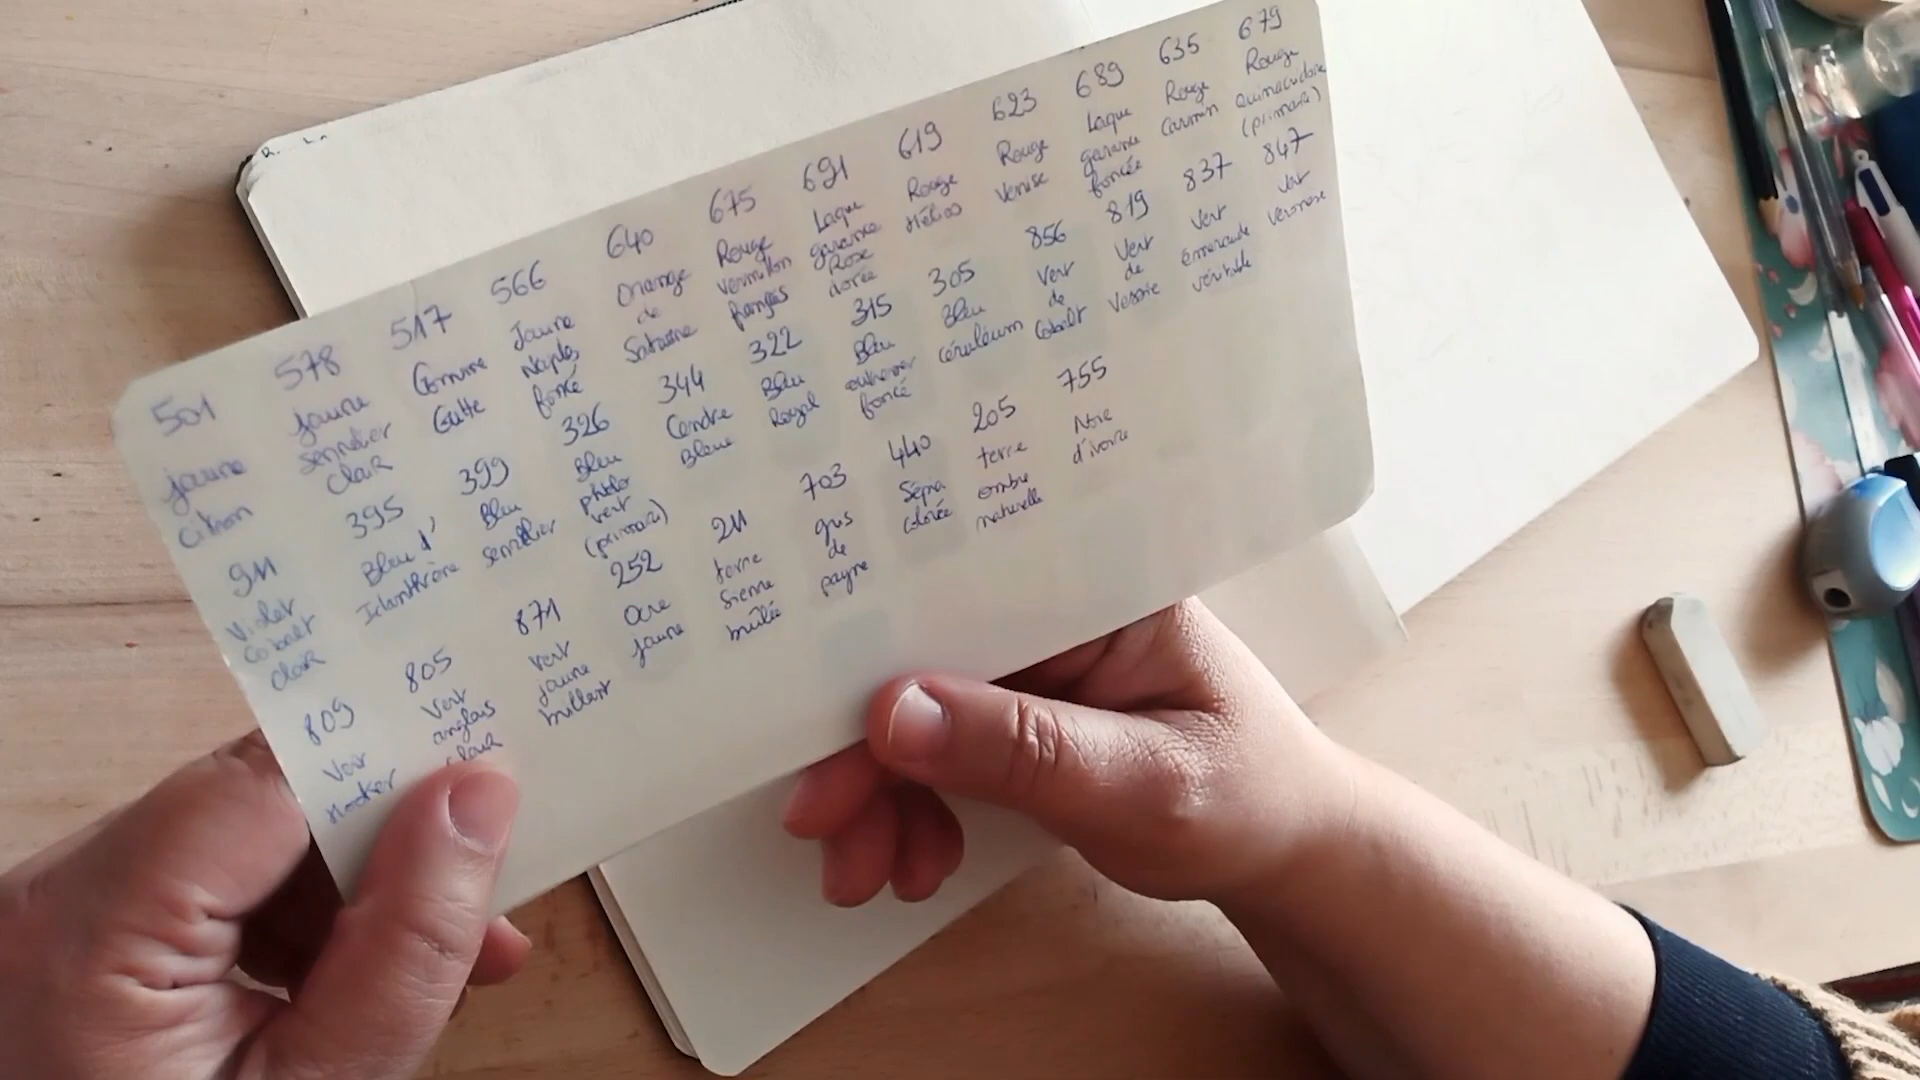 501
jaune
citron
578
jaune
sennelier
clair
517
Gomme
Gutte
566
Jaune
Naples
foncé
640
Orange
de
Saturne
675
Rouge
vermillon
français
691
Laque
garance
Rose
dorée
619
Rouge
Hélios
623
Rouge
Venise
689
Laque
garance
foncée
635
Rouge
Carmin
679
Rouge
quinacridone
(primaire)
911
Violet
Cobalt
clair
395
Bleu d'
399
Bleu
sennelier
326
Bleu
phtalo
vert
(primaire)
344
Cendre
Bleue
322
Bleu
Royal
315
Bleu
outremer
foncé
305
Bleu
Céruléum
856
Vert
de
Cobalt
819
Vert
de
Vessie
837
Vert
émeraude
véritable
847
Vert
Veronese
809
Vert
Hooker
805
Vert
anglais
clair
871
Vert
jaune
brillant
252
Ocre
jaune
211
terre
Sienne
brûlée
703
gris
de
payne
440
Sépia
colorée
205
terre
ombre
naturelle
755
Noir
d'ivoire